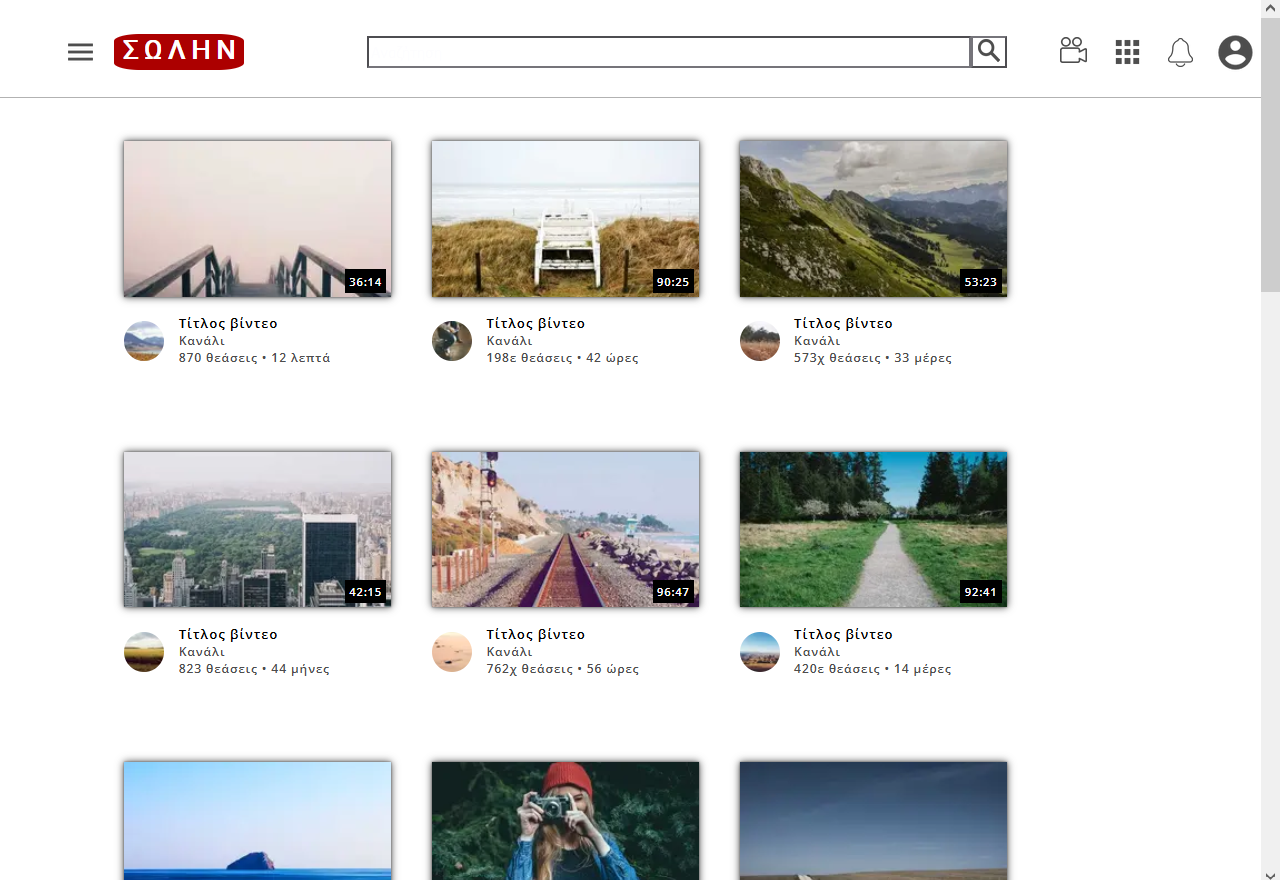 ΣΩΛΗΝ
36:14
90:25
53:23
Τίτλος βίντεο
Κανάλι
870 θεάσεις • 12 λεπτά
Τίτλος βίντεο
Κανάλι
198ε θεάσεις • 42 ώρες
Τίτλος βίντεο
Κανάλι
573χ θεάσεις • 33 μέρες
42:15
96:47
92:41
Τίτλος βίντεο
Κανάλι
823 θεάσεις • 44 μήνες
Τίτλος βίντεο
Κανάλι
762χ θεάσεις • 56 ώρες
Τίτλος βίντεο
Κανάλι
420ε θεάσεις • 14 μέρες